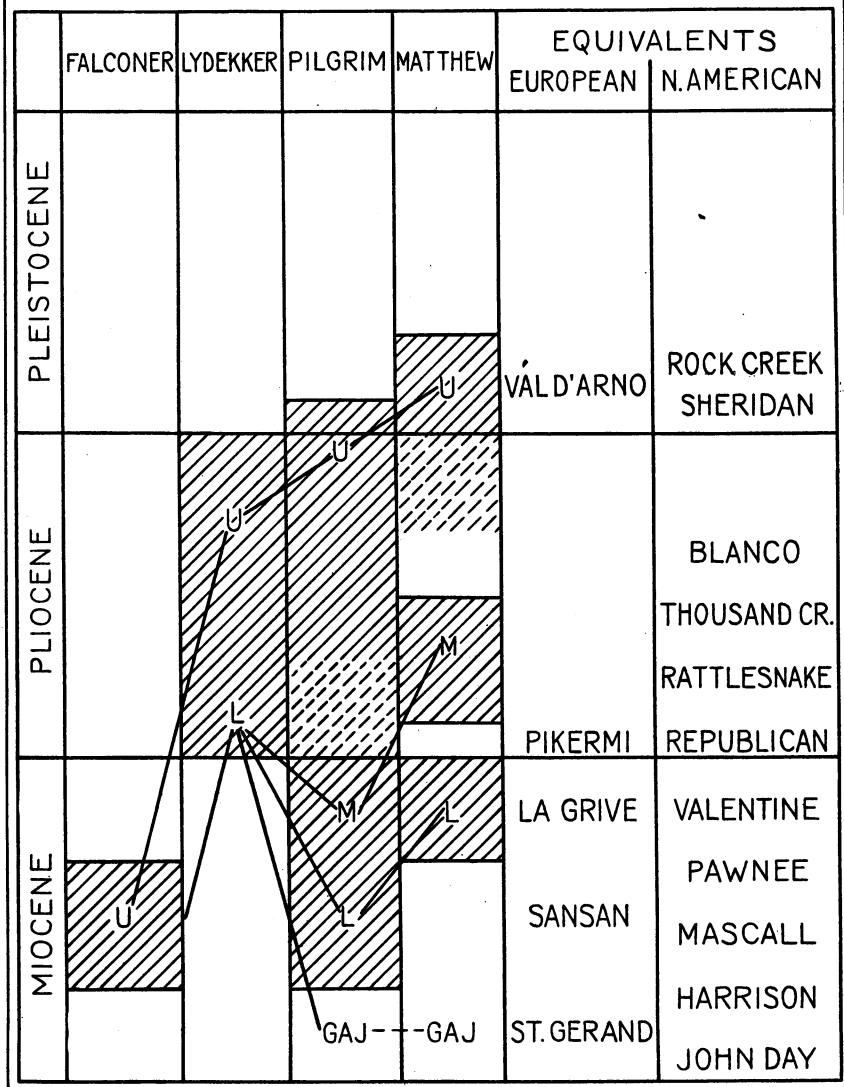 EQUIVALENTS
FALCONER LYDEKKER PILGRIM MATTHEW EUROPEAN N. AMERICAN
PLEISTOCENE
U VAL D'ARNO ROCK CREEK
SHERIDAN
U
U
PLIOCENE
BLANCO
THOUSAND CR.
M RATTLESNAKE
L
PIKERMI REPUBLICAN
MIOCENE
M L LA GRIVE VALENTINE
PAWNEE
U L SANSAN MASCALL
HARRISON
GAJ---GAJ ST. GERAND
JOHN DAY